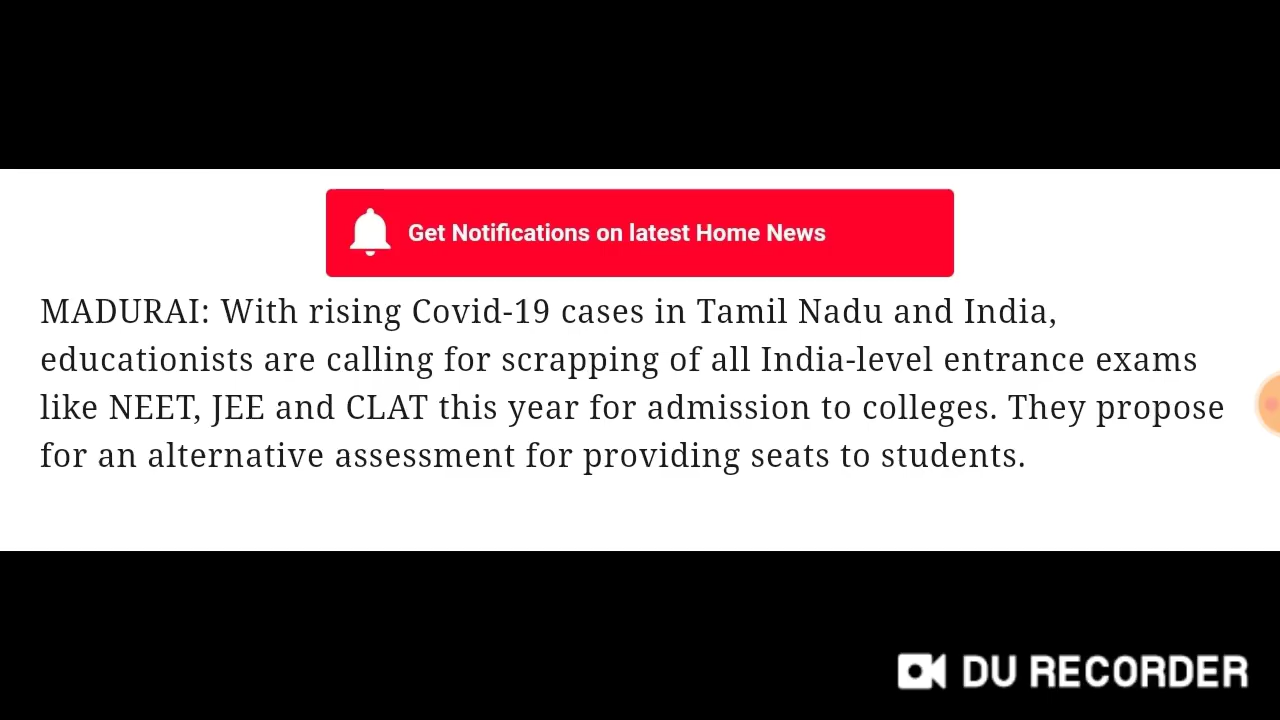 Get Notifications on latest Home News
MADURAI: With rising Covid-19 cases in Tamil Nadu and India,
educationists are calling for scrapping of all India-level entrance exams
like NEET, JEE and CLAT this year for admission to colleges. They propose
for an alternative assessment for providing seats to students.
DU RECORDER